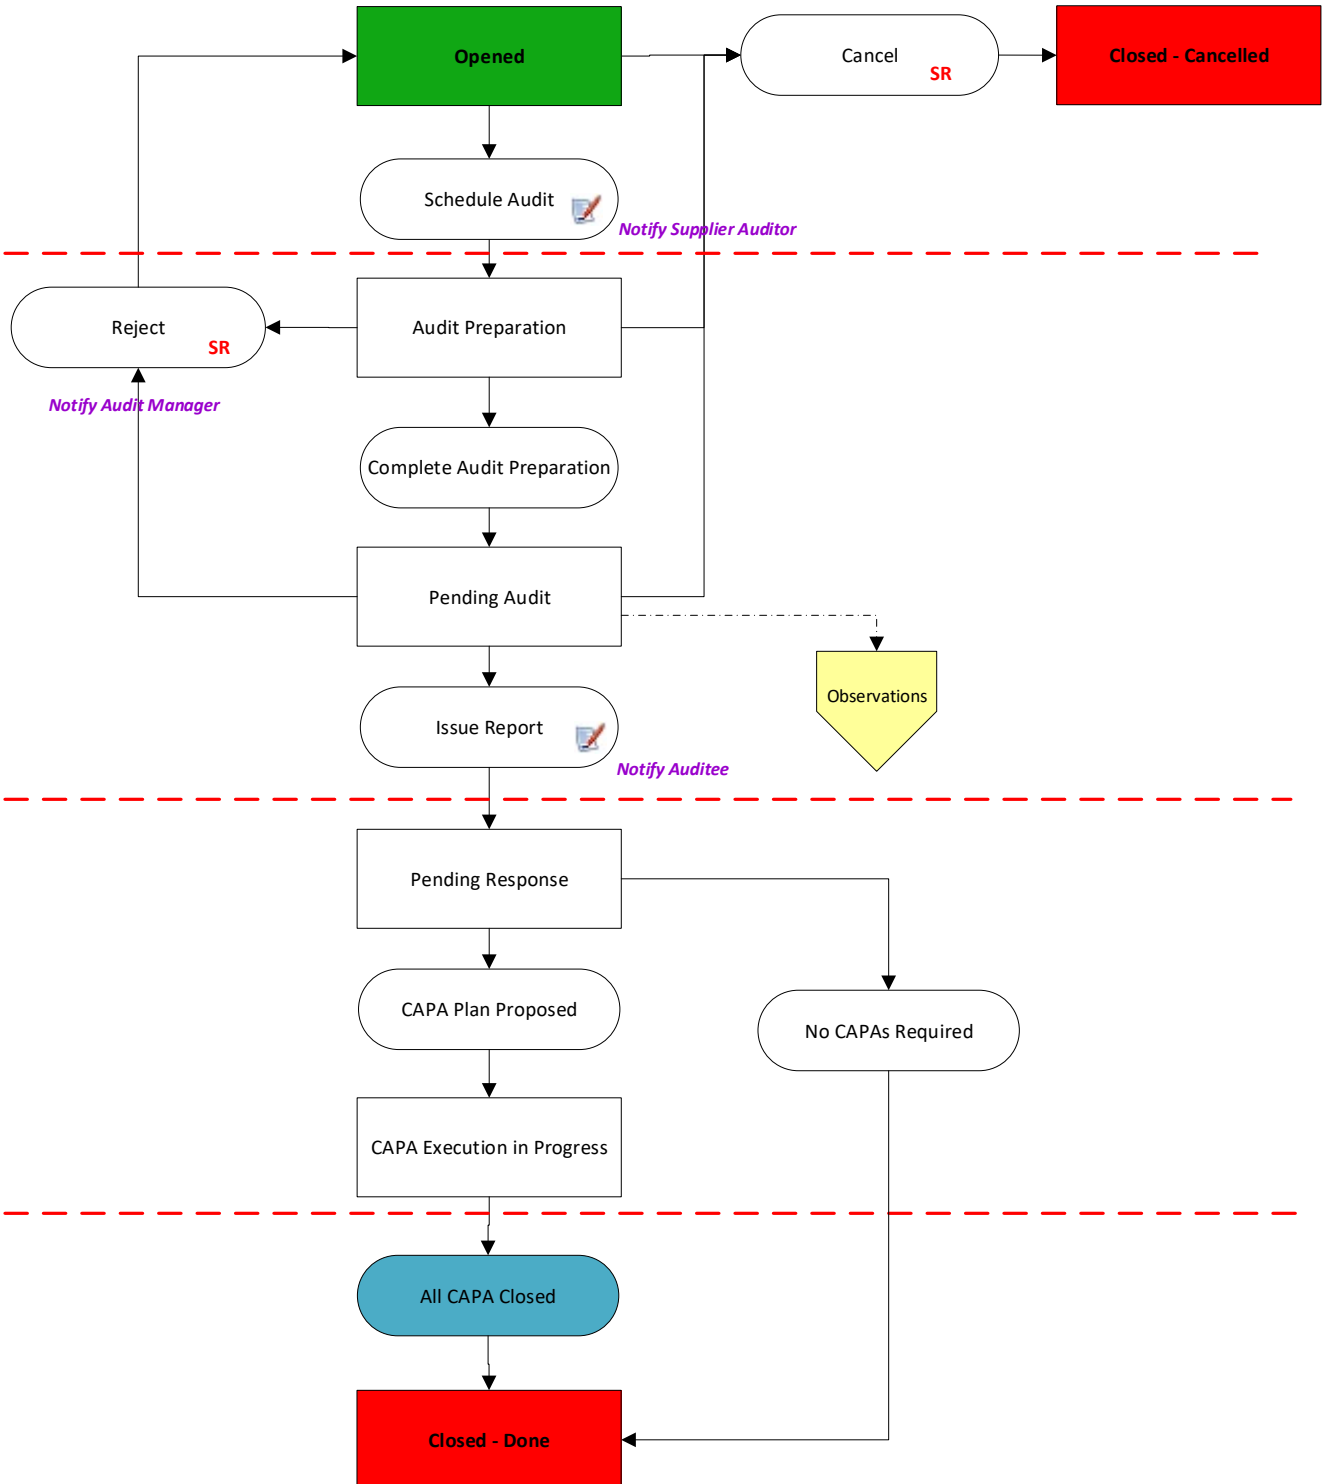 Opened
Cancel
SR
Closed - Cancelled
Schedule Audit
Notify Supplier Auditor
Reject
SR
Audit Preparation
Notify Audit Manager
Complete Audit Preparation
Pending Audit
Observations
Issue Report
Notify Auditee
Pending Response
CAPA Plan Proposed
No CAPAs Required
CAPA Execution in Progress
All CAPA Closed
Closed - Done